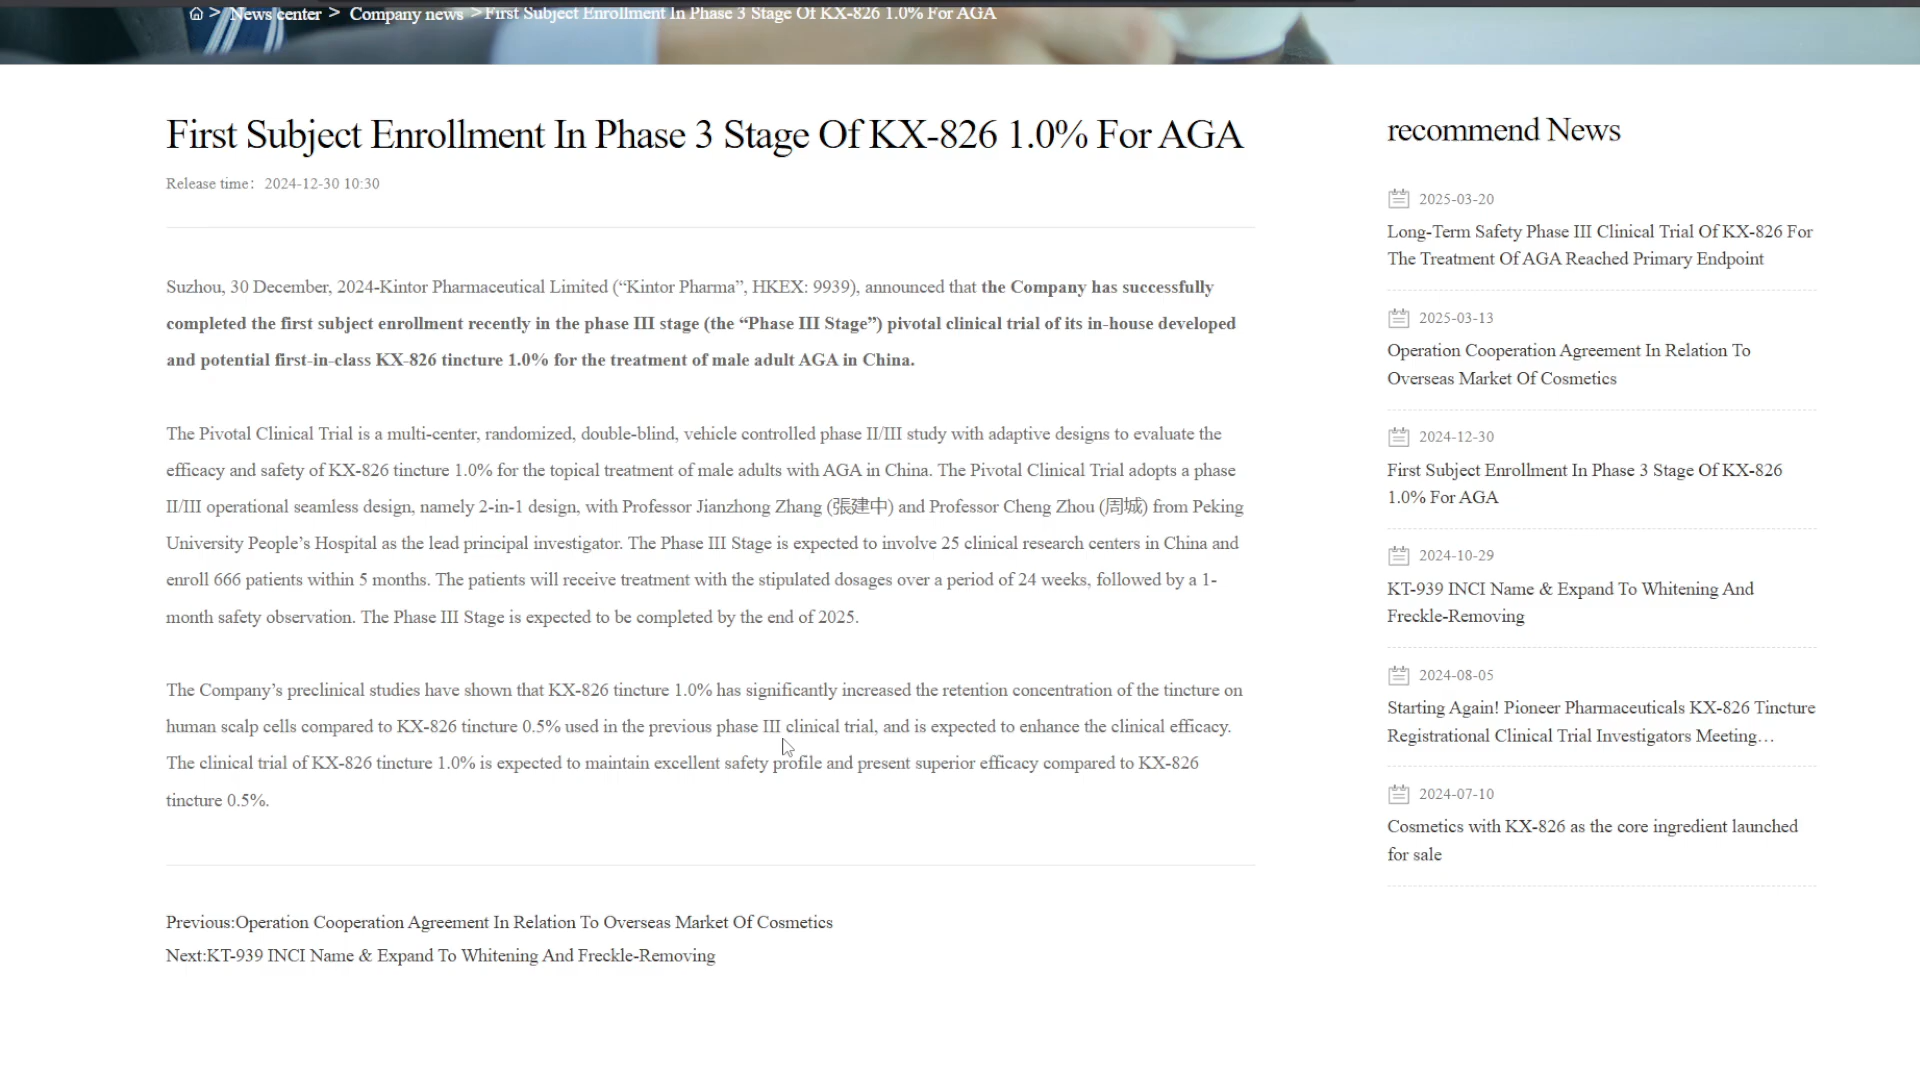 > News center > Company news > First Subject Enrollment In Phase 3 Stage Of KX-826 1.0% For AGA
First Subject Enrollment In Phase 3 Stage Of KX-826 1.0% For AGA
Release time：2024-12-30 10:30
Suzhou, 30 December, 2024-Kintor Pharmaceutical Limited (“Kintor Pharma”, HKEX: 9939), announced that the Company has successfully
completed the first subject enrollment recently in the phase III stage (the “Phase III Stage”) pivotal clinical trial of its in-house developed
and potential first-in-class KX-826 tincture 1.0% for the treatment of male adult AGA in China.
The Pivotal Clinical Trial is a multi-center, randomized, double-blind, vehicle controlled phase II/III study with adaptive designs to evaluate the
efficacy and safety of KX-826 tincture 1.0% for the topical treatment of male adults with AGA in China. The Pivotal Clinical Trial adopts a phase
II/III operational seamless design, namely 2-in-1 design, with Professor Jianzhong Zhang (張建中) and Professor Cheng Zhou (周城) from Peking
University People’s Hospital as the lead principal investigator. The Phase III Stage is expected to involve 25 clinical research centers in China and
enroll 666 patients within 5 months. The patients will receive treatment with the stipulated dosages over a period of 24 weeks, followed by a 1-
month safety observation. The Phase III Stage is expected to be completed by the end of 2025.
The Company’s preclinical studies have shown that KX-826 tincture 1.0% has significantly increased the retention concentration of the tincture on
human scalp cells compared to KX-826 tincture 0.5% used in the previous phase III clinical trial, and is expected to enhance the clinical efficacy.
The clinical trial of KX-826 tincture 1.0% is expected to maintain excellent safety profile and present superior efficacy compared to KX-826
tincture 0.5%.
Previous:Operation Cooperation Agreement In Relation To Overseas Market Of Cosmetics
Next:KT-939 INCI Name & Expand To Whitening And Freckle-Removing
recommend News
2025-03-20
Long-Term Safety Phase III Clinical Trial Of KX-826 For
The Treatment Of AGA Reached Primary Endpoint
2025-03-13
Operation Cooperation Agreement In Relation To
Overseas Market Of Cosmetics
2024-12-30
First Subject Enrollment In Phase 3 Stage Of KX-826
1.0% For AGA
2024-10-29
KT-939 INCI Name & Expand To Whitening And
Freckle-Removing
2024-08-05
Starting Again! Pioneer Pharmaceuticals KX-826 Tincture
Registrational Clinical Trial Investigators Meeting…
2024-07-10
Cosmetics with KX-826 as the core ingredient launched
for sale